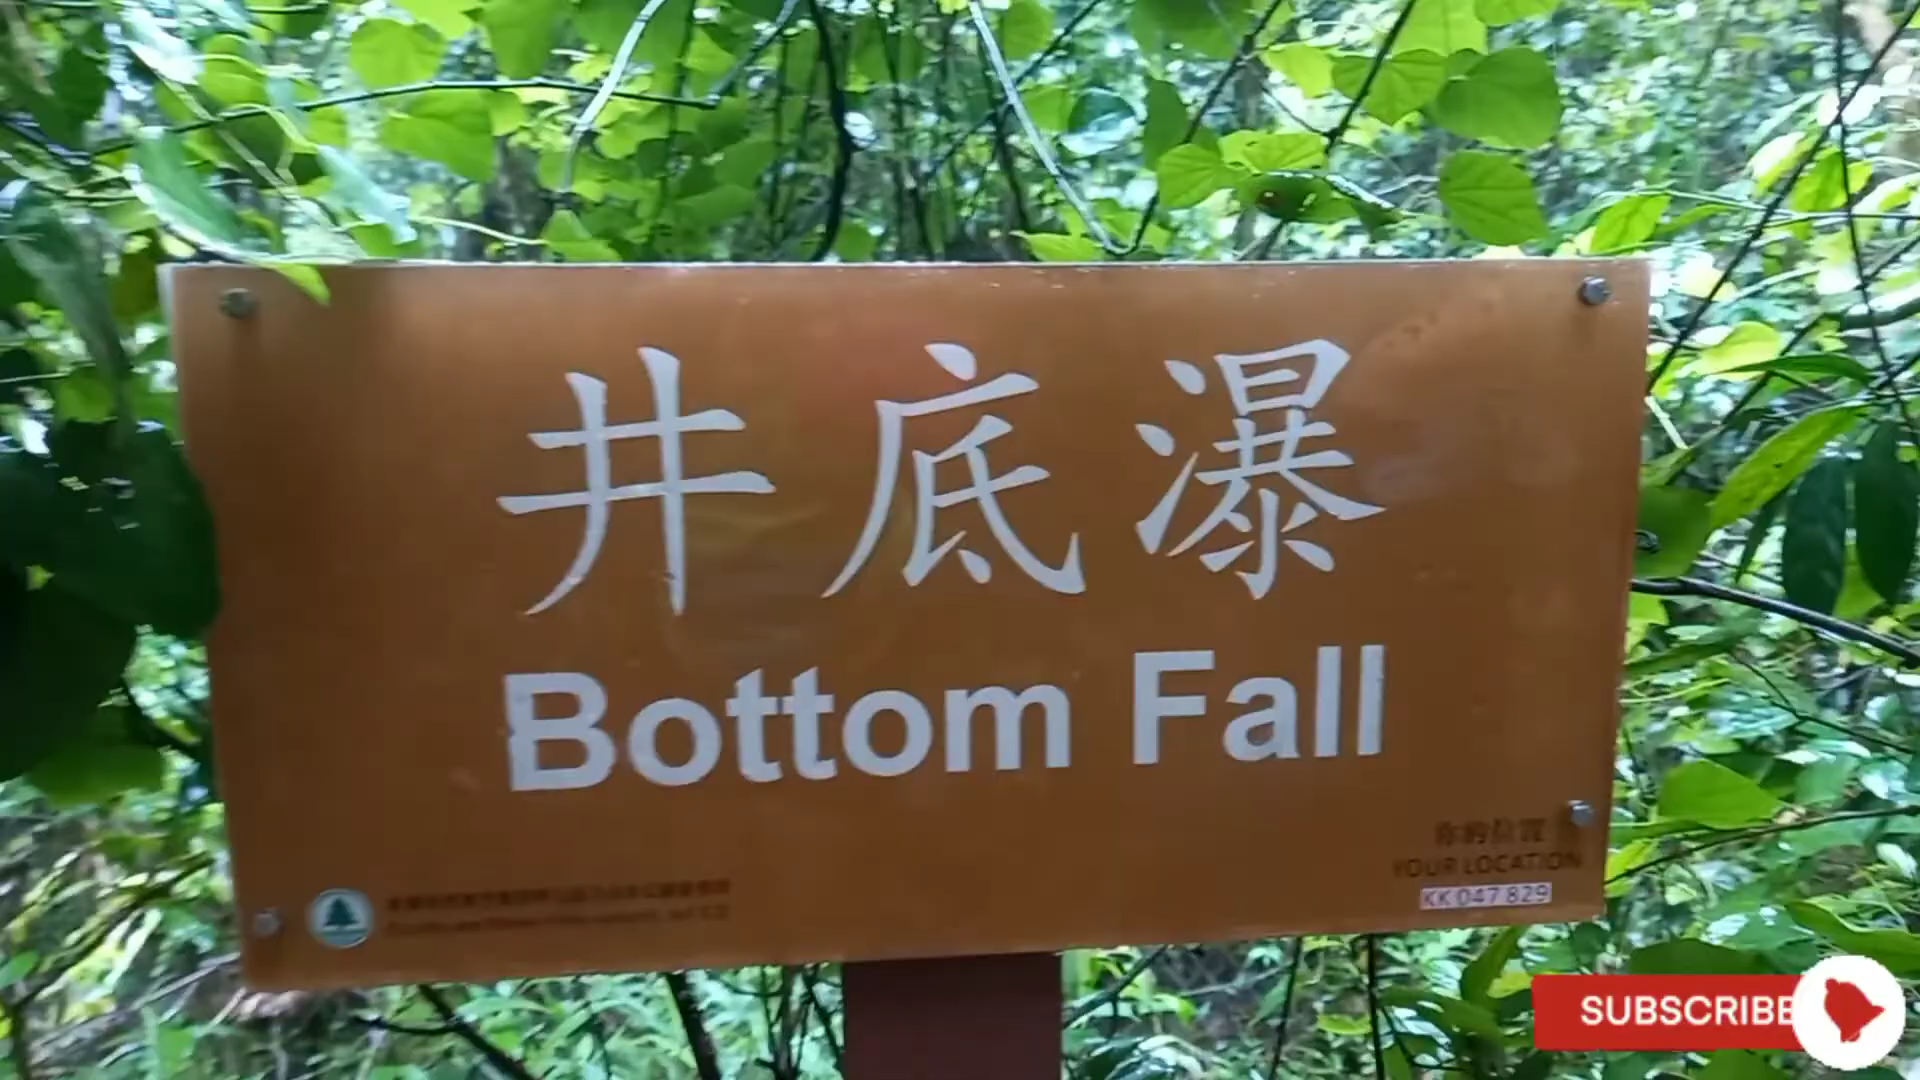 井底瀑
Bottom Fall
你的位置
YOUR LOCATION
KK 047 829
SUBSCRIBE